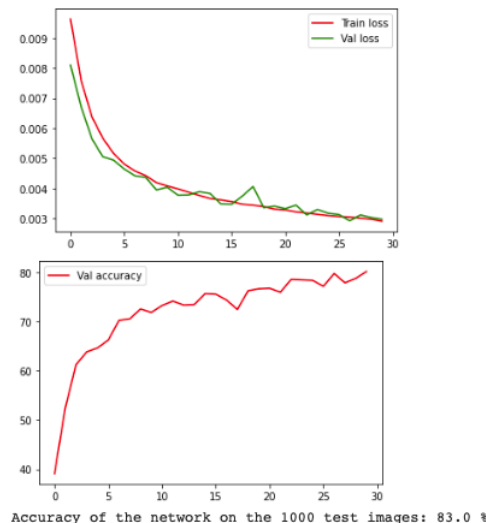 Train loss
Val loss
0.009
0.008
0.007
0.006
0.005
0.004
0.003
0 5 10 15 20 25 30
Val accuracy
80
70
60
50
40
0 5 10 15 20 25 30
Accuracy of the network on the 1000 test images: 83.0 %